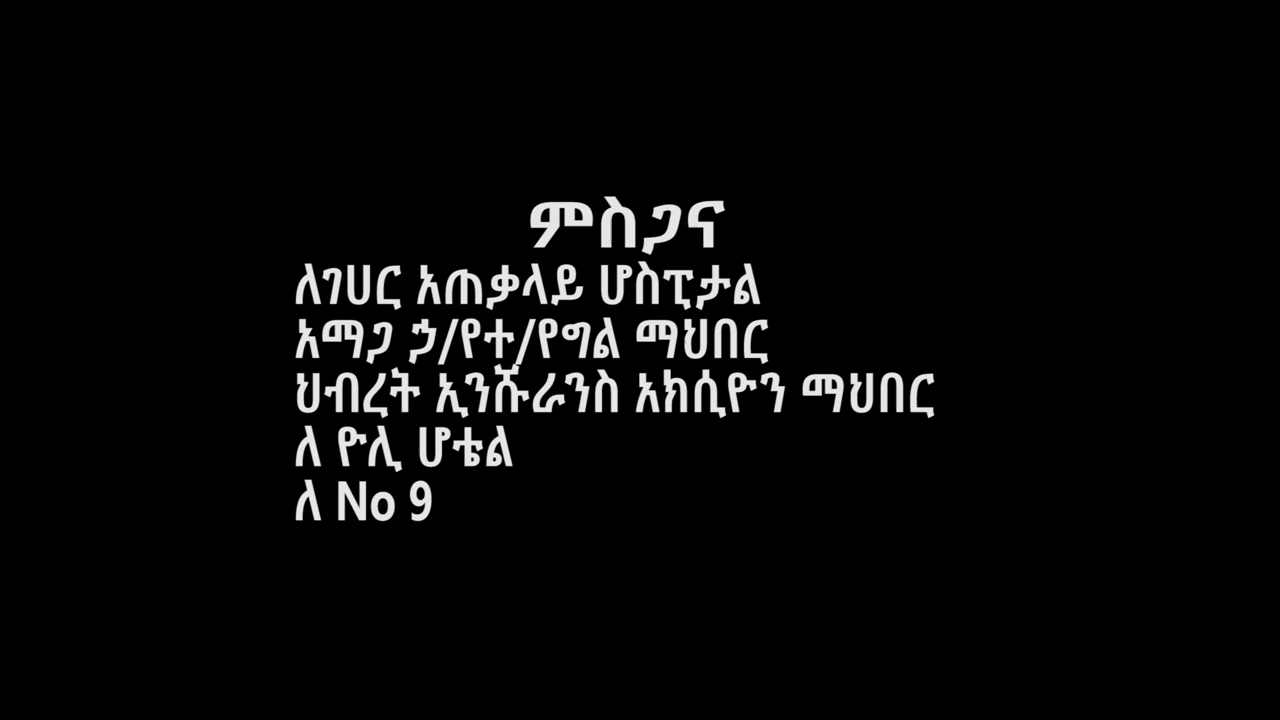 ምስጋና
ለገሀር አጠቃላይ ሆስፒታል
አማጋ ኃ/የተ/የግል ማህበር
ህብረት ኢንሹራንስ አክሲዮን ማህበር
ለ ዮሊ ሆቴል
ለ No 9